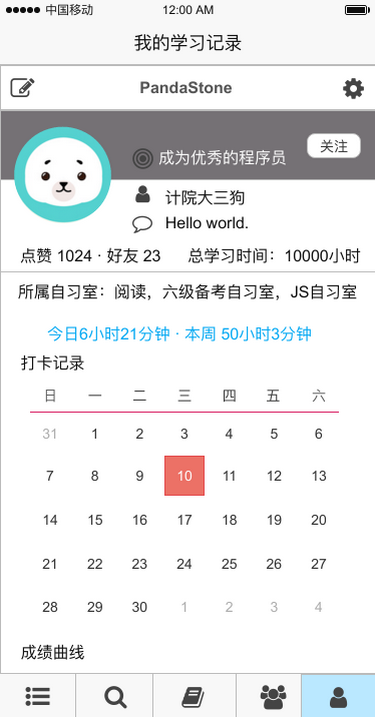 中国移动 12:00 AM
我的学习记录
PandaStone
成为优秀的程序员 关注
计院大三狗
Hello world.
点赞 1024 · 好友 23 总学习时间：10000小时
所属自习室：阅读，六级备考自习室，JS自习室
今日6小时21分钟 · 本周 50小时3分钟
打卡记录
日 一 二 三 四 五 六
31 1 2 3 4 5 6
7 8 9 10 11 12 13
14 15 16 17 18 19 20
21 22 23 24 25 26 27
28 29 30 1 2 3 4
成绩曲线